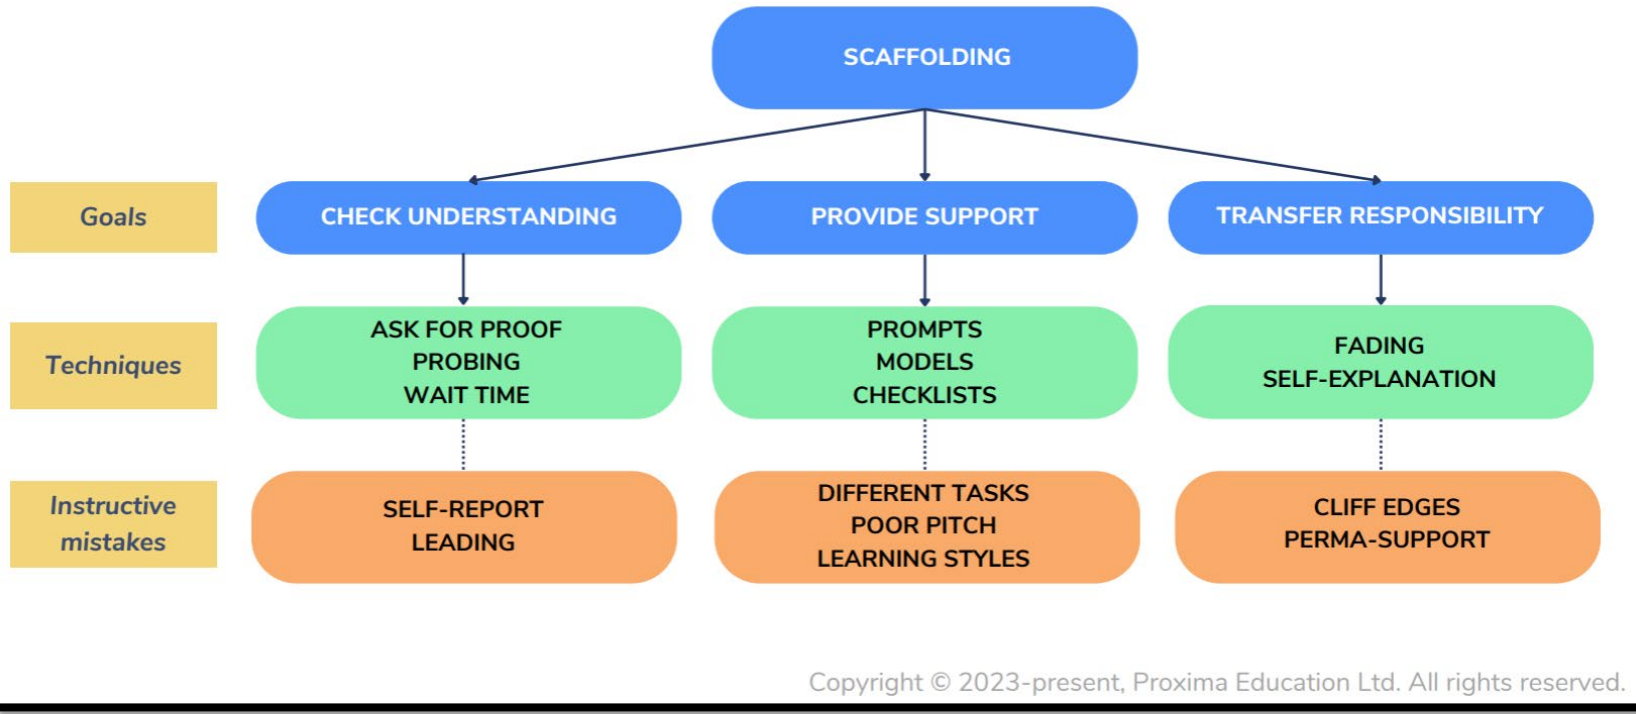 SCAFFOLDING
Goals
CHECK UNDERSTANDING
PROVIDE SUPPORT
TRANSFER RESPONSIBILITY
Techniques
ASK FOR PROOF
PROBING
WAIT TIME
PROMPTS
MODELS
CHECKLISTS
FADING
SELF-EXPLANATION
Instructive
mistakes
SELF-REPORT
LEADING
DIFFERENT TASKS
POOR PITCH
LEARNING STYLES
CLIFF EDGES
PERMA-SUPPORT
Copyright © 2023-present, Proxima Education Ltd. All rights reserved.